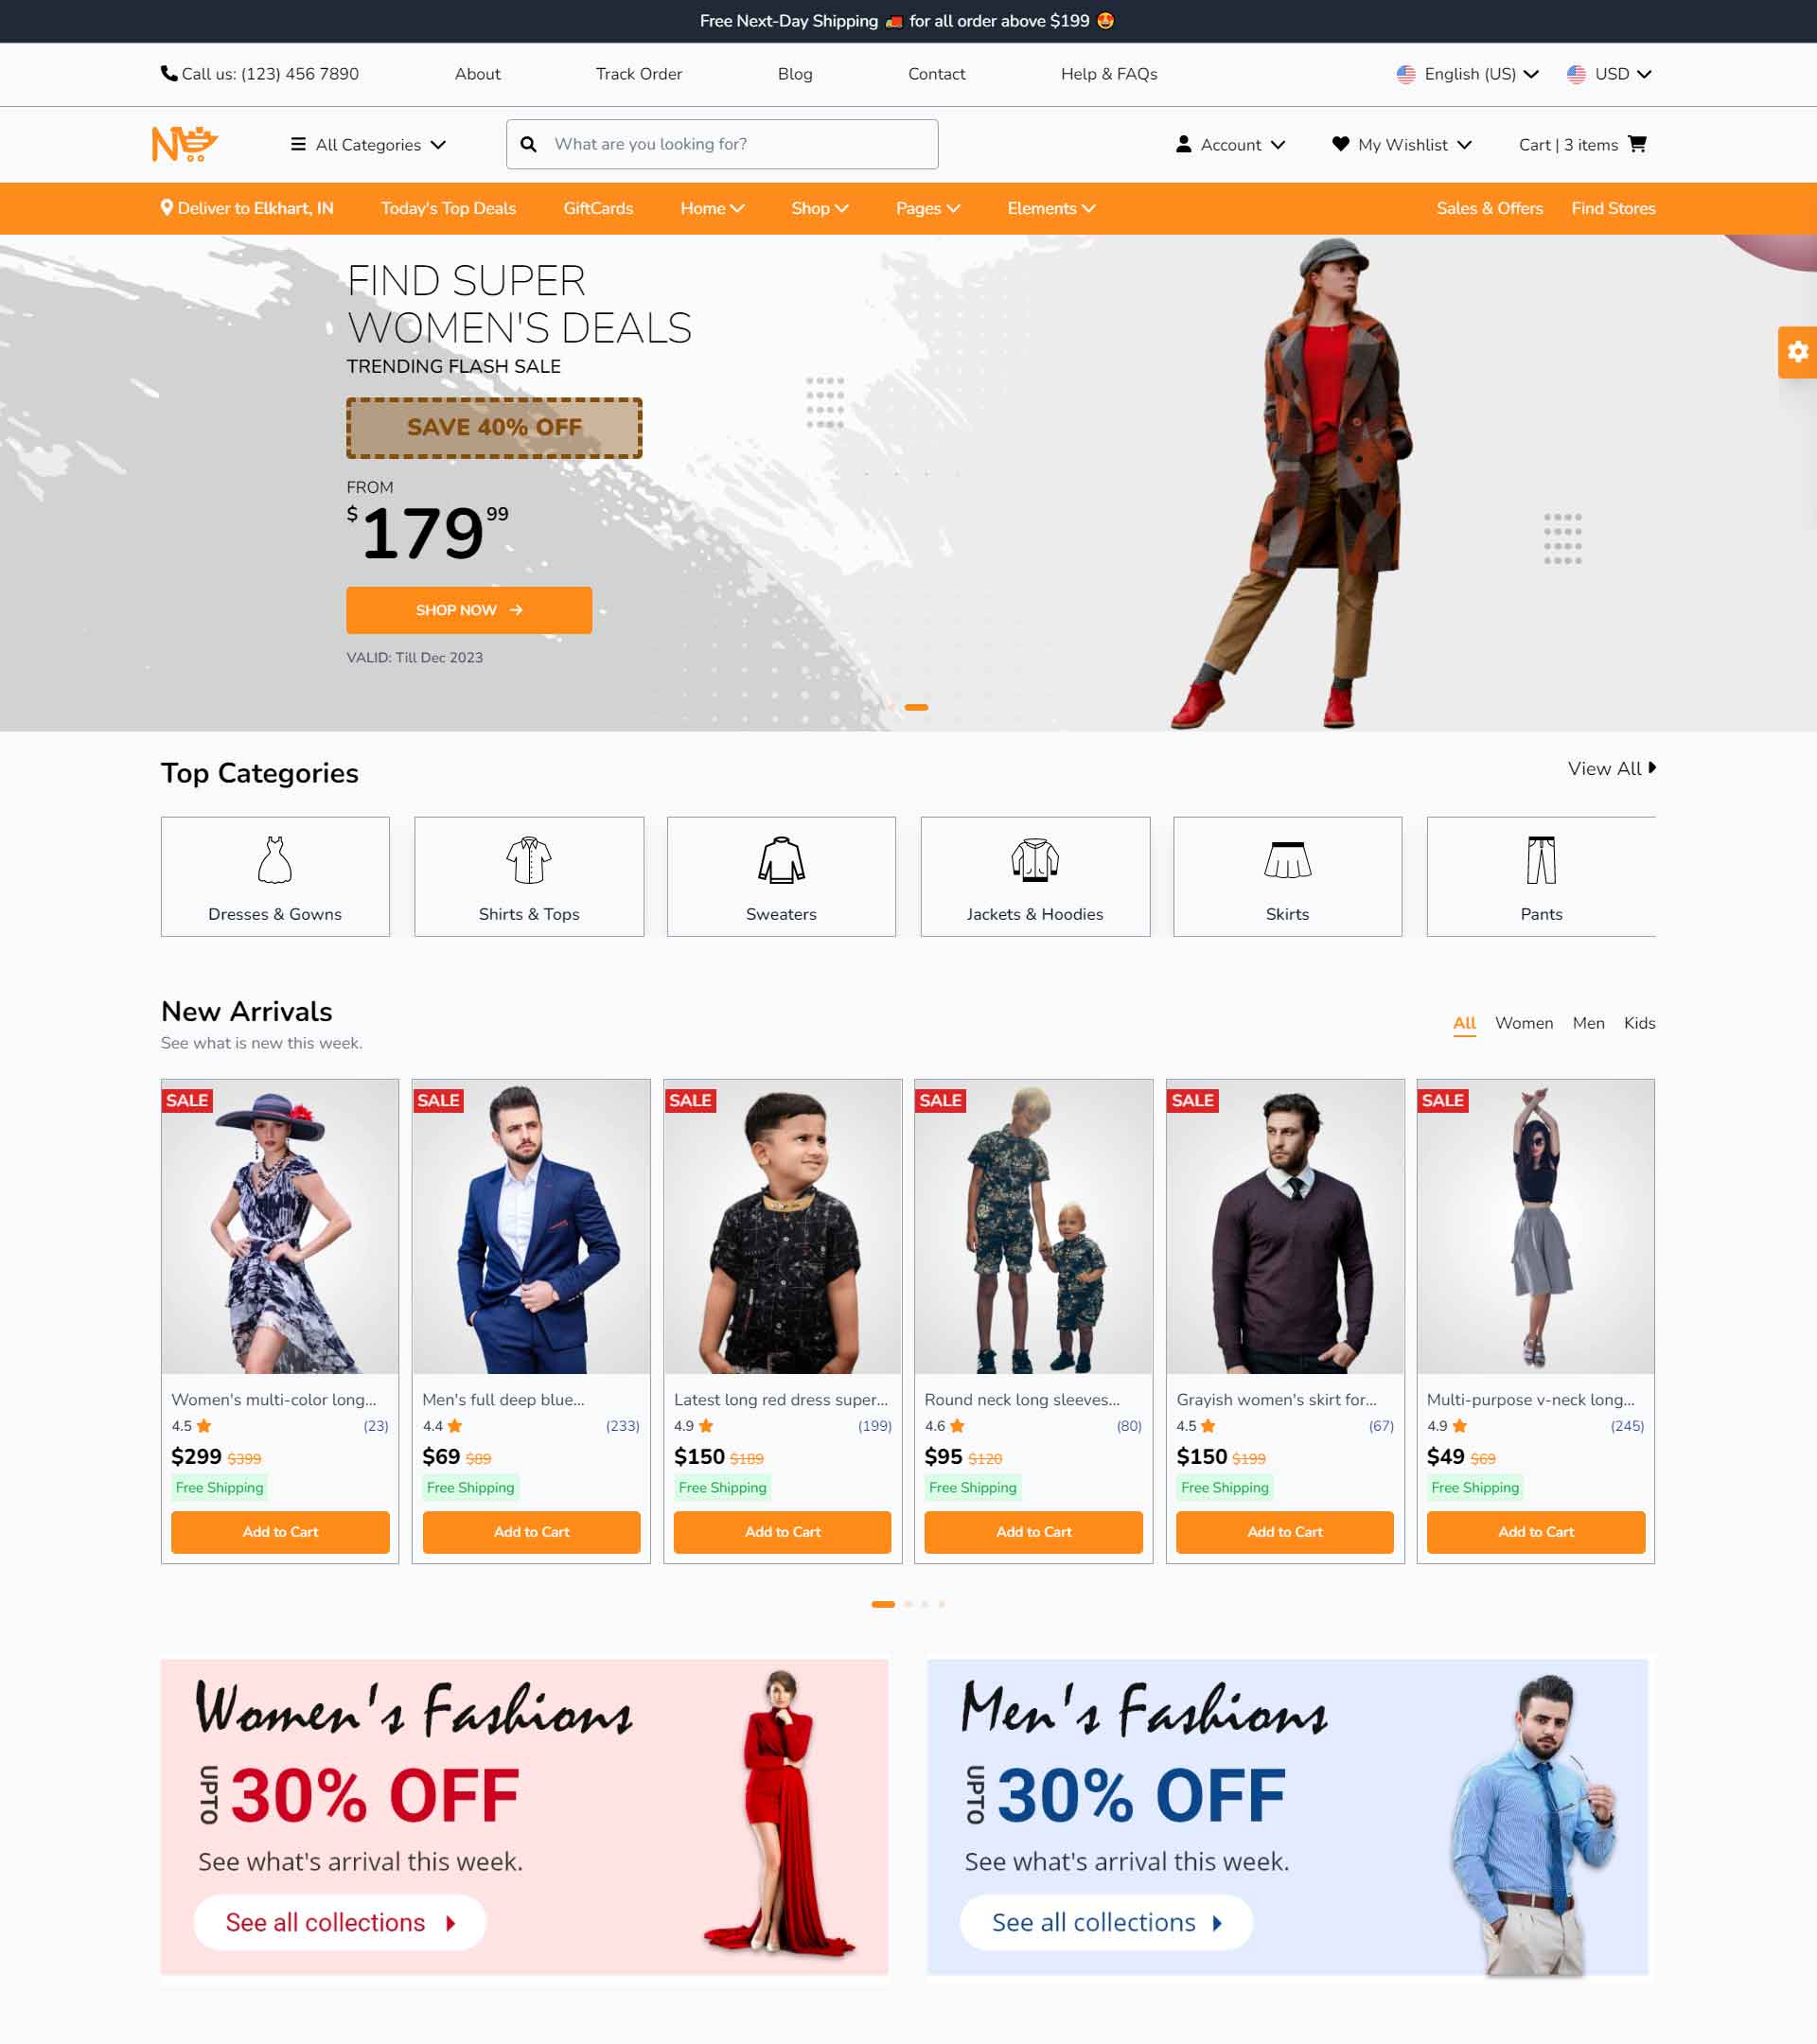 Free Next-Day Shipping 🚚 for all order above $199 😍
Call us: (123) 456 7890 About Track Order Blog Contact Help & FAQs English (US) USD
N All Categories What are you looking for? Account My Wishlist Cart | 3 items
Deliver to Elkhart, IN Today's Top Deals GiftCards Home Shop Pages Elements Sales & Offers Find Stores
FIND SUPER
WOMEN'S DEALS
TRENDING FLASH SALE
SAVE 40% OFF
FROM
$179 99
SHOP NOW →
VALID: Till Dec 2023
Top Categories View All
Dresses & Gowns Shirts & Tops Sweaters Jackets & Hoodies Skirts Pants
New Arrivals
See what is new this week.
All Women Men Kids
SALE SALE SALE SALE SALE SALE
Women's multi-color long... Men's full deep blue... Latest long red dress super... Round neck long sleeves... Grayish women's skirt for... Multi-purpose v-neck long...
4.5 (23) 4.4 (233) 4.9 (199) 4.6 (80) 4.5 (67) 4.9 (245)
$299 $399 $69 $89 $150 $189 $95 $120 $150 $199 $49 $69
Free Shipping Free Shipping Free Shipping Free Shipping Free Shipping Free Shipping
Add to Cart Add to Cart Add to Cart Add to Cart Add to Cart Add to Cart
Women's Fashions
UPTO 30% OFF
See what's arrival this week.
See all collections
Men's Fashions
UPTO 30% OFF
See what's arrival this week.
See all collections